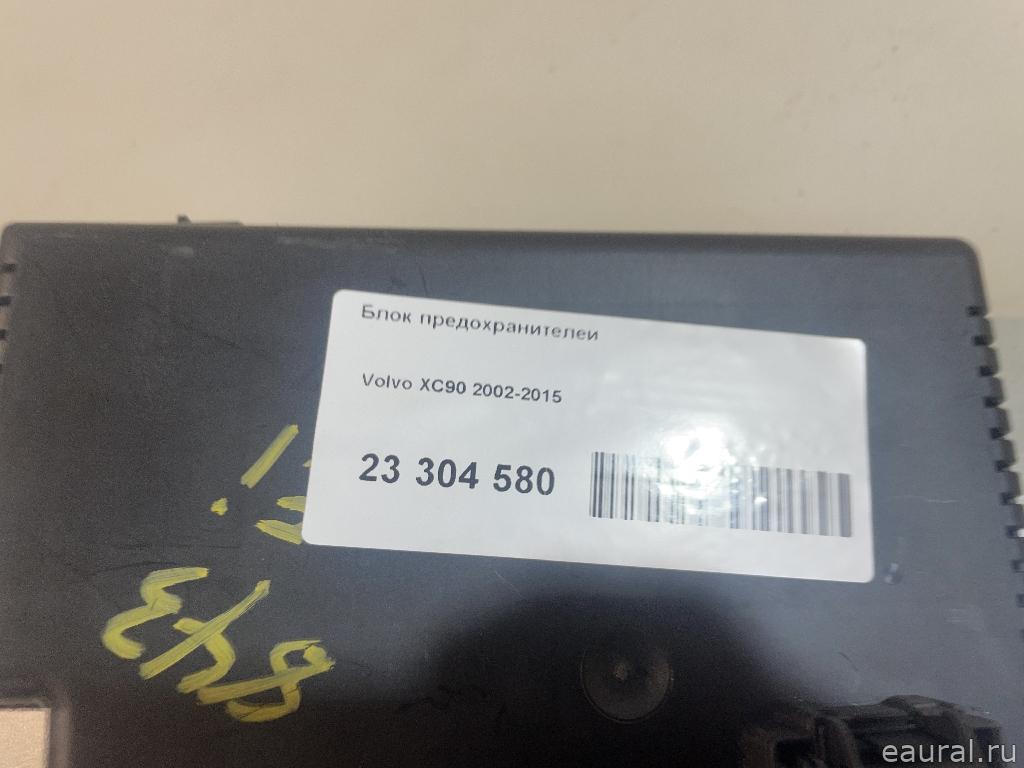 Блок предохранителеи
Volvo XC90 2002-2015
23 304 580
eaural.ru